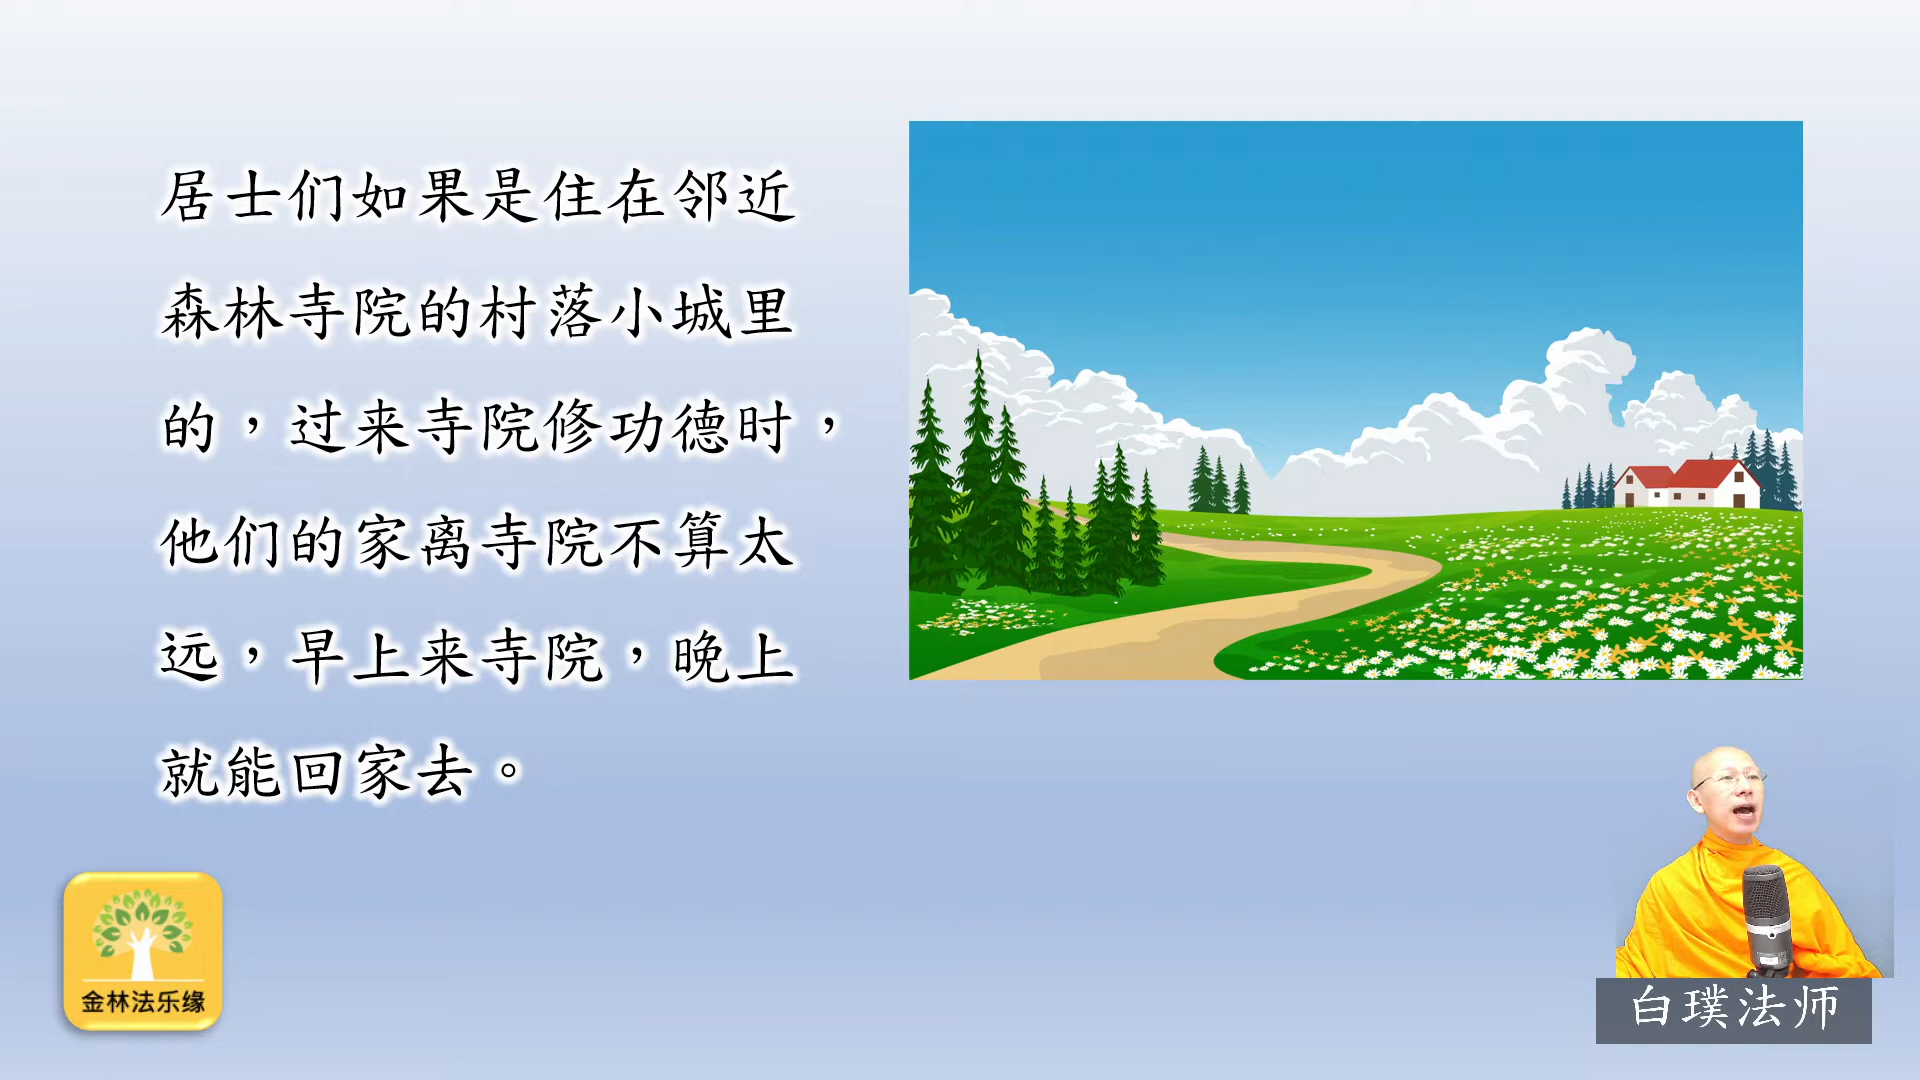 居士们如果是住在邻近
森林寺院的村落小城里
的，过来寺院修功德时，
他们的家离寺院不算太
远，早上来寺院，晚上
就能回家去。
金林法乐缘
白璞法师